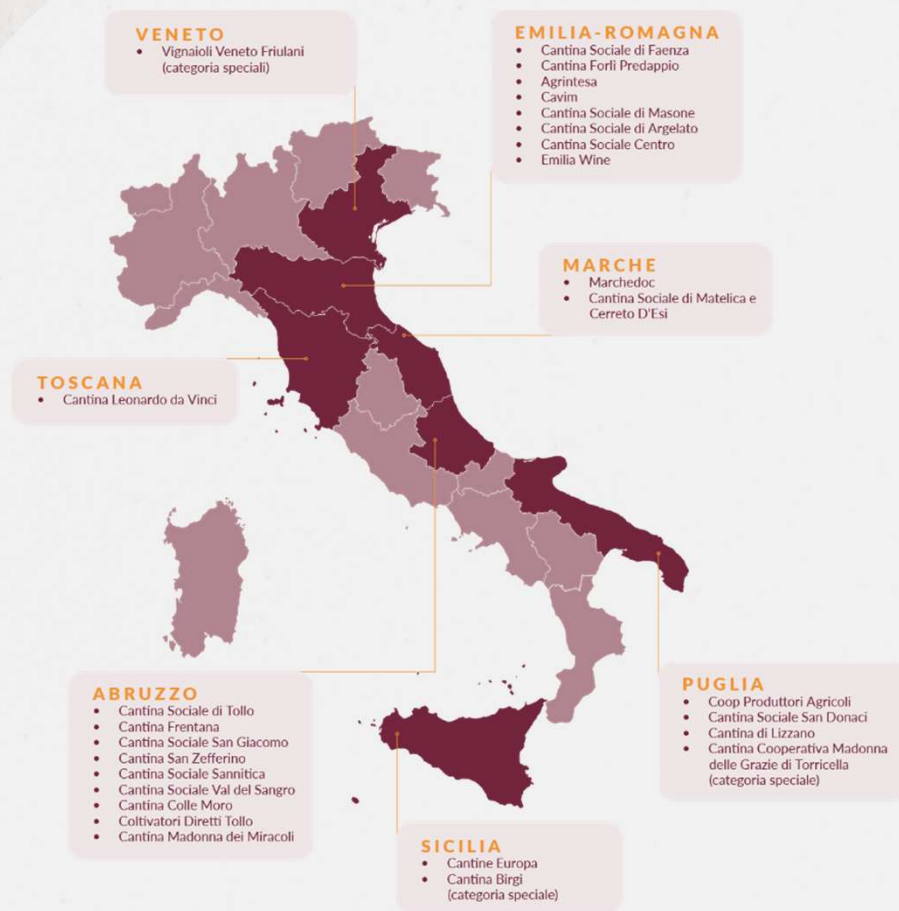 VENETO
• Vignaioli Veneto Friulani
(categoria speciali)
EMILIA-ROMAGNA
• Cantina Sociale di Faenza
• Cantina Forlì Predappio
• Agrintesa
• Cavim
• Cantina Sociale di Masone
• Cantina Sociale di Argelato
• Cantina Sociale Centro
• Emilia Wine
MARCHE
• Marchedoc
• Cantina Sociale di Matelica e
Cerreto D'Esi
TOSCANA
• Cantina Leonardo da Vinci
ABRUZZO
• Cantina Sociale di Tollo
• Cantina Frentana
• Cantina Sociale San Giacomo
• Cantina San Zefferino
• Cantina Sociale Sannitica
• Cantina Sociale Val del Sangro
• Cantina Colle Moro
• Coltivatori Diretti Tollo
• Cantina Madonna dei Miracoli
PUGLIA
• Coop Produttori Agricoli
• Cantina Sociale San Donaci
• Cantina di Lizzano
• Cantina Cooperativa Madonna
delle Grazie di Torricella
(categoria speciale)
SICILIA
• Cantine Europa
• Cantina Birgi
(categoria speciale)